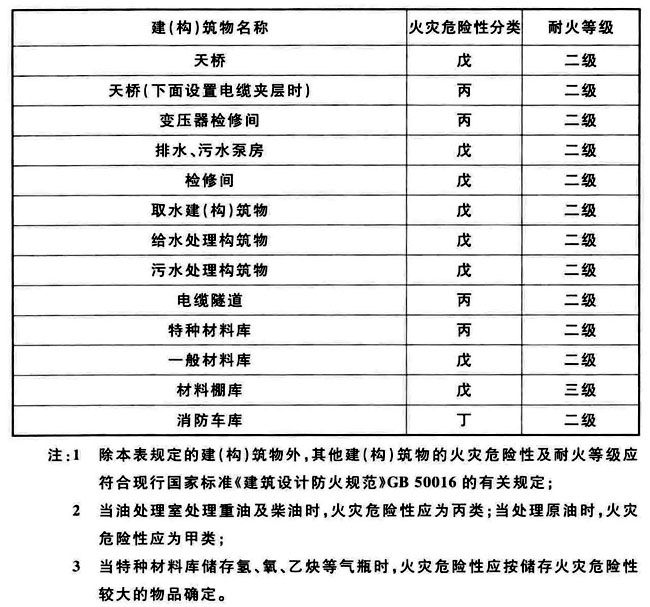 建(构)筑物名称 火灾危险性分类 耐火等级
天桥 戊 二级
天桥(下面设置电缆夹层时) 丙 二级
变压器检修间 丙 二级
排水、污水泵房 戊 二级
检修间 戊 二级
取水建(构)筑物 戊 二级
给水处理构筑物 戊 二级
污水处理构筑物 戊 二级
电缆隧道 丙 二级
特种材料库 丙 二级
一般材料库 戊 二级
材料棚库 戊 三级
消防车库 丁 二级
注:1 除本表规定的建(构)筑物外,其他建(构)筑物的火灾危险性及耐火等级应
符合现行国家标准《建筑设计防火规范》GB 50016 的有关规定;
2 当油处理室处理重油及柴油时,火灾危险性应为丙类;当处理原油时,火灾
危险性应为甲类;
3 当特种材料库储存氢、氧、乙炔等气瓶时,火灾危险性应按储存火灾危险性
较大的物品确定。